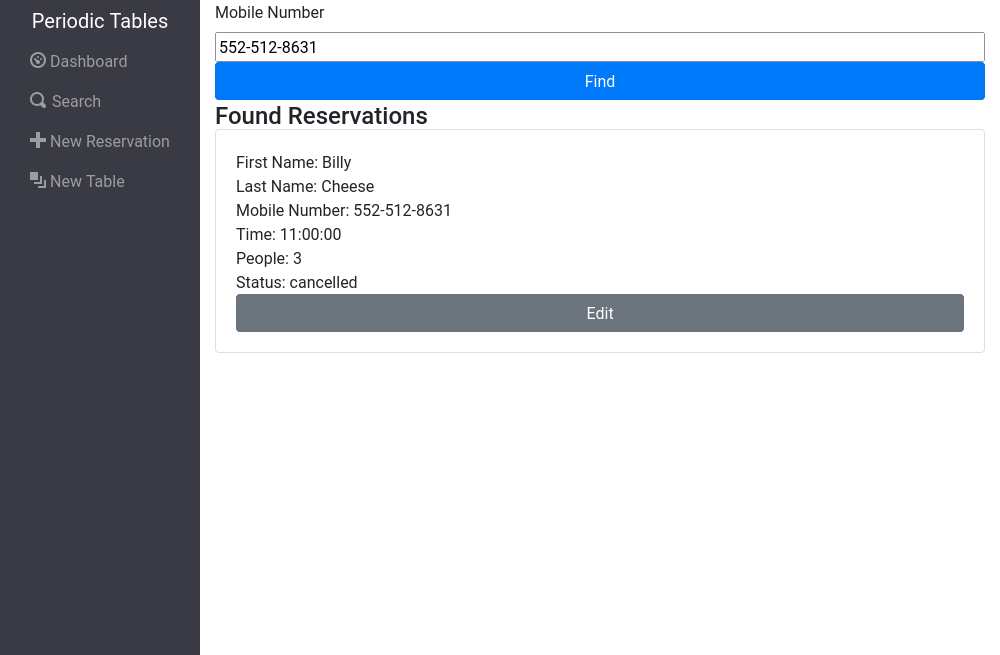 Periodic Tables
Dashboard
Search
New Reservation
New Table
Mobile Number
552-512-8631
Find
Found Reservations
First Name: Billy
Last Name: Cheese
Mobile Number: 552-512-8631
Time: 11:00:00
People: 3
Status: cancelled
Edit